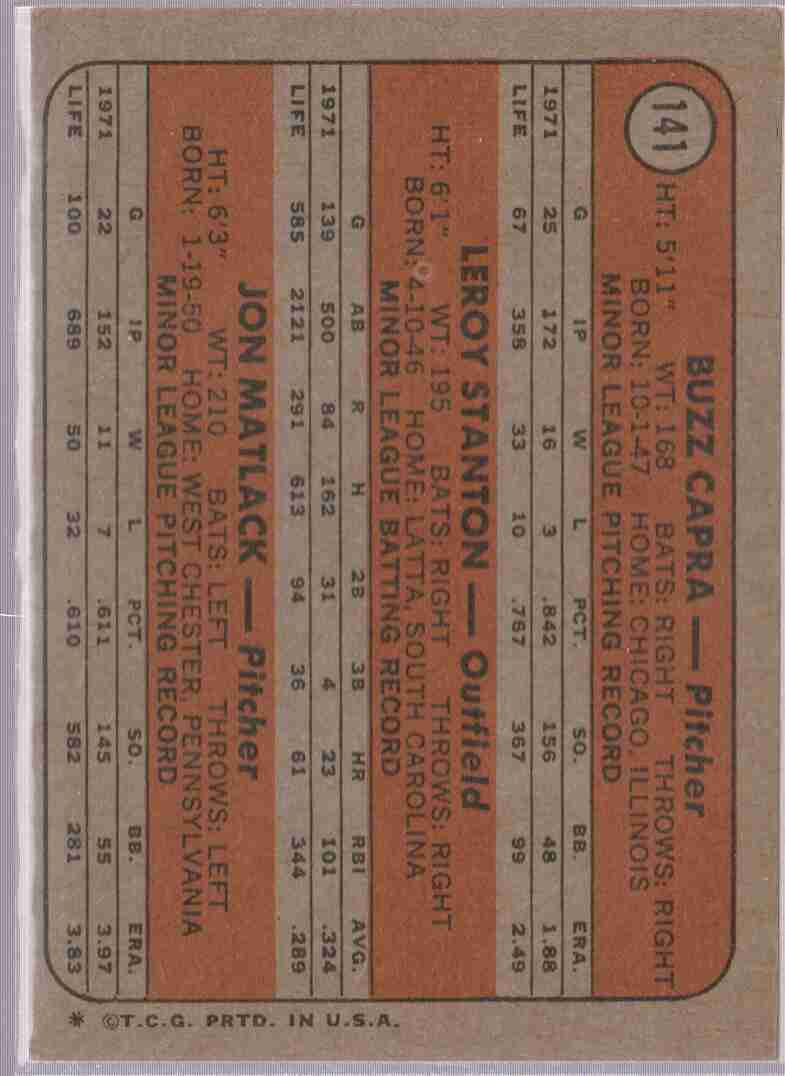 141
BUZZ CAPRA — Pitcher
HT: 5'11" WT: 168 BATS: RIGHT THROWS: RIGHT
BORN: 10-1-47 HOME: CHICAGO, ILLINOIS
MINOR LEAGUE PITCHING RECORD
G IP W L PCT. SO. BB. ERA.
1971 25 172 16 3 .842 156 48 1.88
LIFE 67 358 33 10 .767 367 99 2.49
LEROY STANTON — Outfield
HT: 6'1" WT: 195 BATS: RIGHT THROWS: RIGHT
BORN: 4-10-46 HOME: LATTA, SOUTH CAROLINA
MINOR LEAGUE BATTING RECORD
G AB R H 2B 3B HR RBI AVG.
1971 139 500 84 162 31 4 23 101 .324
LIFE 585 2121 291 613 94 36 61 344 .289
JON MATLACK — Pitcher
HT: 6'3" WT: 210 BATS: LEFT THROWS: LEFT
BORN: 1-19-50 HOME: WEST CHESTER, PENNSYLVANIA
MINOR LEAGUE PITCHING RECORD
G IP W L PCT. SO. BB. ERA.
1971 22 152 11 7 .611 145 55 3.97
LIFE 100 689 50 32 .610 582 281 3.83
* ©T.C.G. PRTD. IN U.S.A.